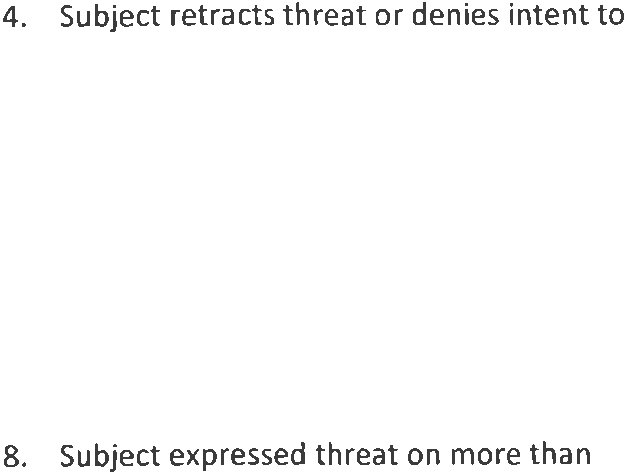 4. Subject retracts threat or denies intent to
8. Subject expressed threat on more than